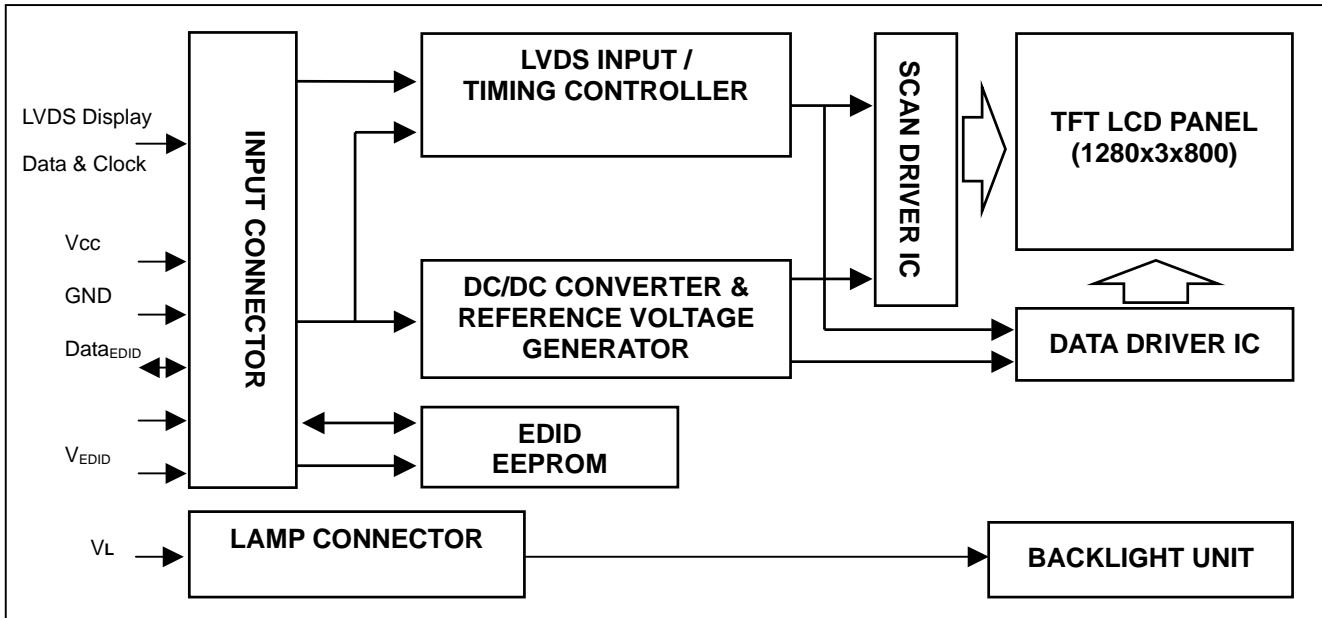 LVDS Display
Data & Clock
Vcc
GND
DataEDID
VEDID
VL
INPUT CONNECTOR
LVDS INPUT /
TIMING CONTROLLER
DC/DC CONVERTER &
REFERENCE VOLTAGE
GENERATOR
EDID
EEPROM
SCAN DRIVER IC
TFT LCD PANEL
(1280x3x800)
DATA DRIVER IC
LAMP CONNECTOR
BACKLIGHT UNIT